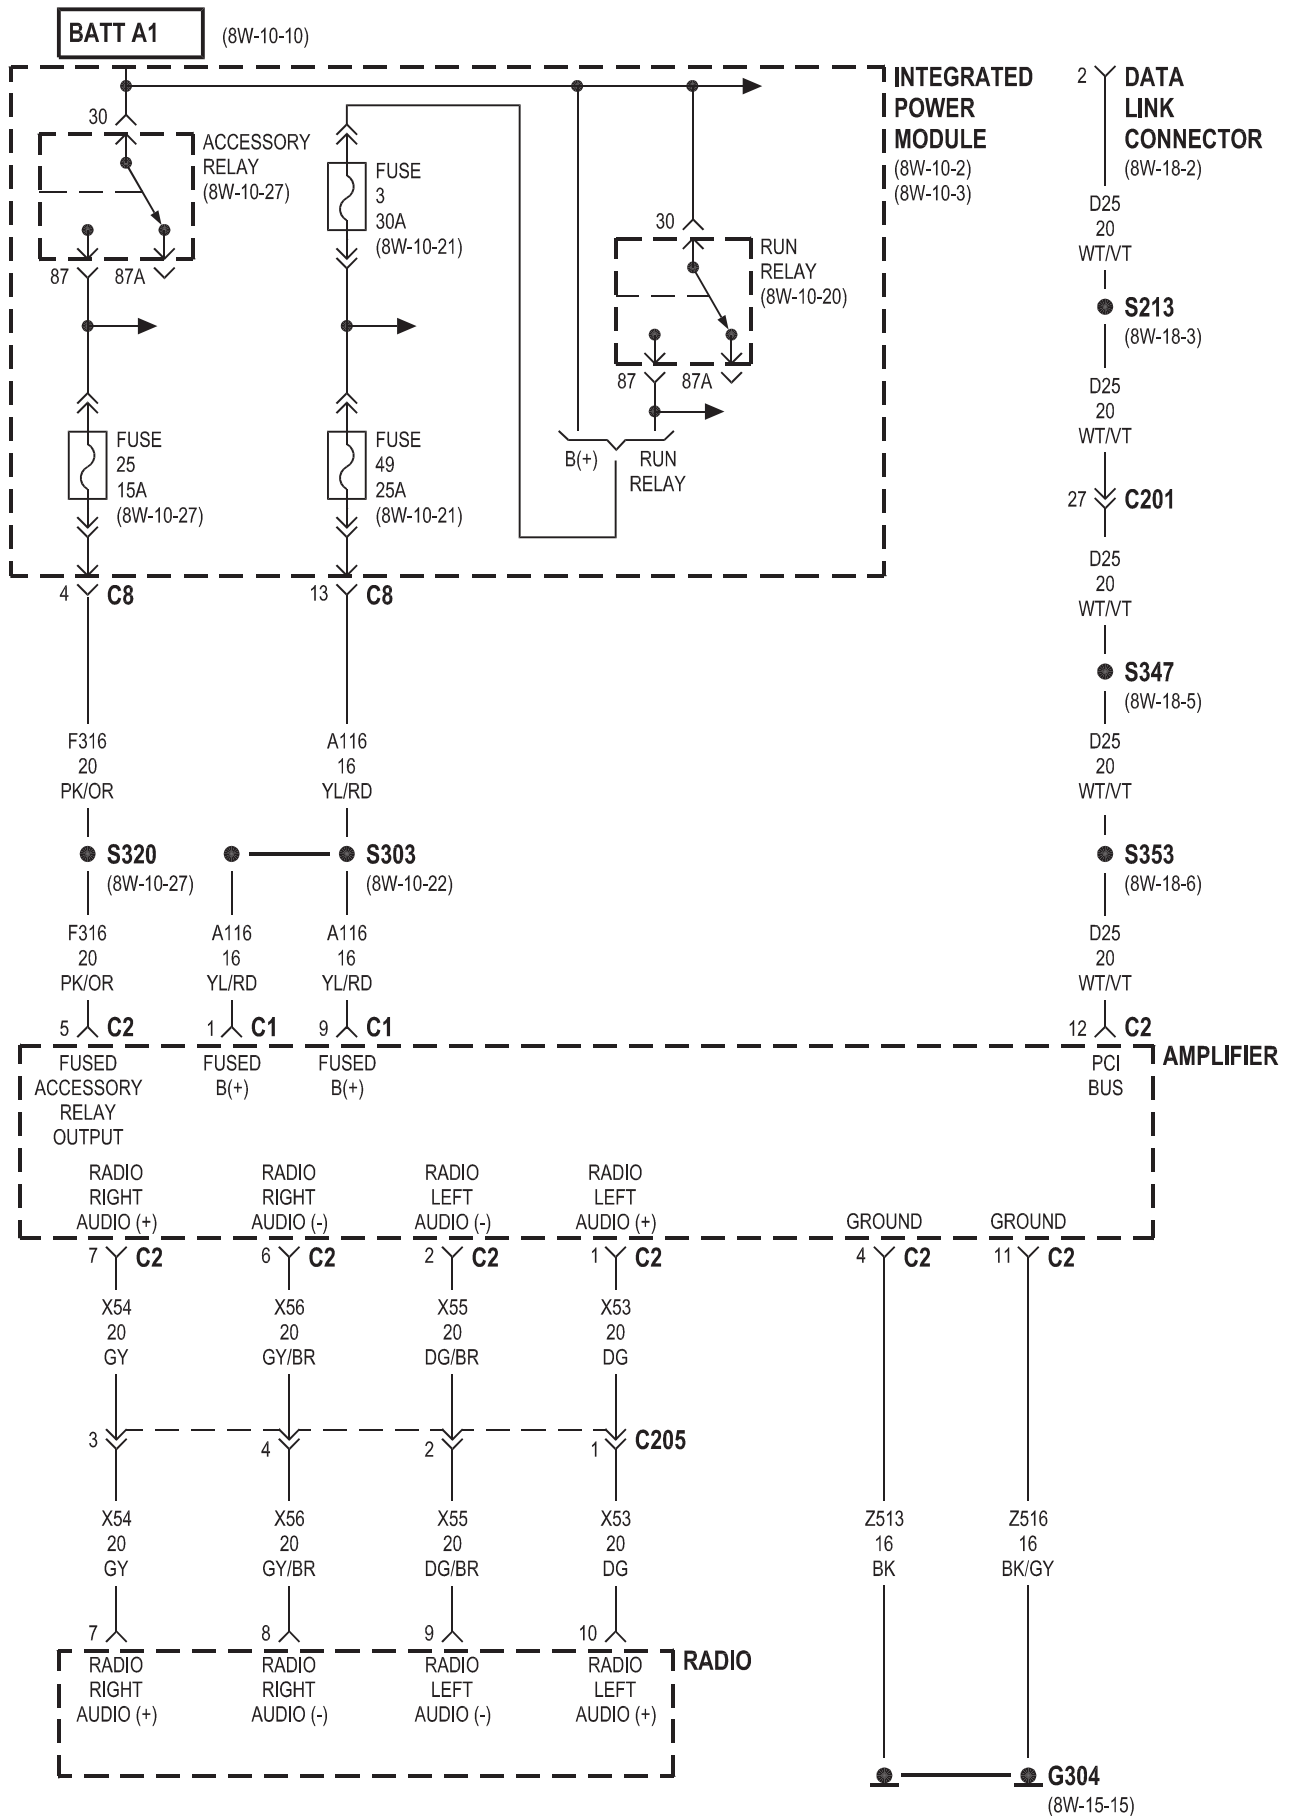 BATT A1
(8W-10-10)
INTEGRATED
POWER
MODULE
(8W-10-2)
(8W-10-3)
2
DATA
LINK
CONNECTOR
(8W-18-2)
30
ACCESSORY
RELAY
(8W-10-27)
87
87A
FUSE
3
30A
(8W-10-21)
30
RUN
RELAY
(8W-10-20)
87
87A
B(+)
RUN
RELAY
FUSE
25
15A
(8W-10-27)
FUSE
49
25A
(8W-10-21)
4
C8
13
C8
D25
20
WT/VT
S213
(8W-18-3)
D25
20
WT/VT
27
C201
D25
20
WT/VT
S347
(8W-18-5)
D25
20
WT/VT
S353
(8W-18-6)
D25
20
WT/VT
12
C2
F316
20
PK/OR
A116
16
YL/RD
S320
(8W-10-27)
S303
(8W-10-22)
F316
20
PK/OR
A116
16
YL/RD
A116
16
YL/RD
5
C2
1
C1
9
C1
AMPLIFIER
FUSED
ACCESSORY
RELAY
OUTPUT
FUSED
B(+)
FUSED
B(+)
PCI
BUS
RADIO
RIGHT
AUDIO (+)
RADIO
RIGHT
AUDIO (-)
RADIO
LEFT
AUDIO (-)
RADIO
LEFT
AUDIO (+)
GROUND
GROUND
7
C2
6
C2
2
C2
1
C2
4
C2
11
C2
X54
20
GY
X56
20
GY/BR
X55
20
DG/BR
X53
20
DG
3
4
2
1
C205
X54
20
GY
X56
20
GY/BR
X55
20
DG/BR
X53
20
DG
Z513
16
BK
Z516
16
BK/GY
7
8
9
10
RADIO
RADIO
RIGHT
AUDIO (+)
RADIO
RIGHT
AUDIO (-)
RADIO
LEFT
AUDIO (-)
RADIO
LEFT
AUDIO (+)
G304
(8W-15-15)